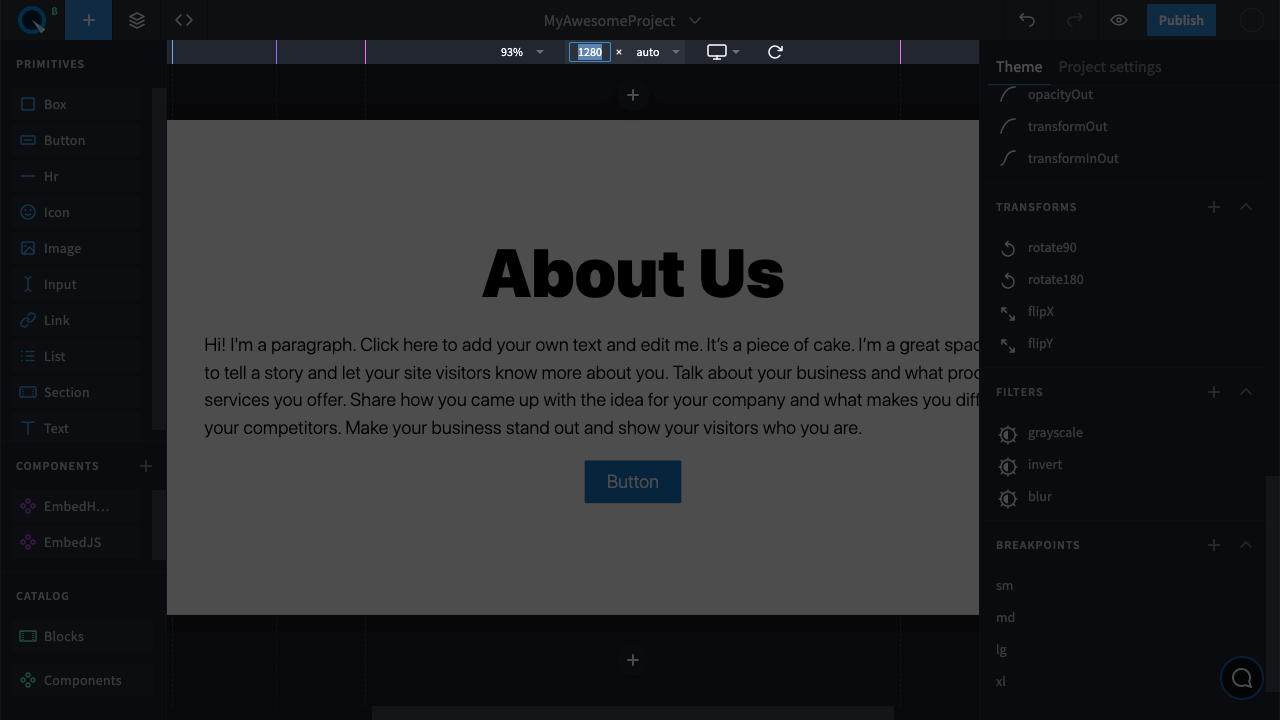 β
MyAwesomeProject
Publish
93%
1280 × auto
PRIMITIVES
Box
Button
Hr
Icon
Image
Input
Link
List
Section
Text
COMPONENTS
EmbedH...
EmbedJS
CATALOG
Blocks
Components
About Us
Hi! I'm a paragraph. Click here to add your own text and edit me. It's a piece of cake. I'm a great spac
to tell a story and let your site visitors know more about you. Talk about your business and what proc
services you offer. Share how you came up with the idea for your company and what makes you diff
your competitors. Make your business stand out and show your visitors who you are.
Button
Theme
Project settings
opacityOut
transformOut
transformInOut
TRANSFORMS
rotate90
rotate180
flipX
flipY
FILTERS
grayscale
invert
blur
BREAKPOINTS
sm
md
lg
xl